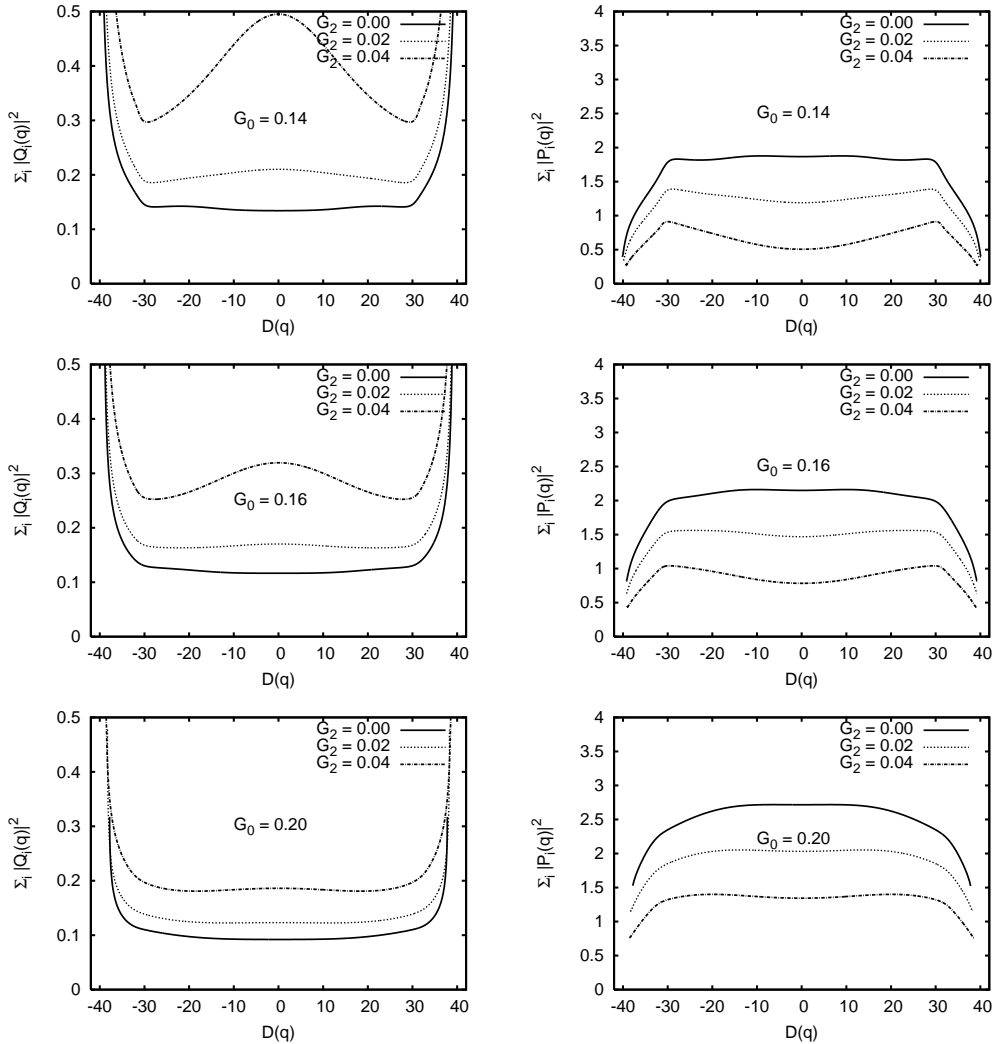 Σi |Qi(q)|²
0.5
0.4
0.3
0.2
0.1
0
G2 = 0.00
G2 = 0.02
G2 = 0.04
G0 = 0.14
-40 -30 -20 -10 0 10 20 30 40
D(q)
Σi |Pi(q)|²
4
3.5
3
2.5
2
1.5
1
0.5
0
G2 = 0.00
G2 = 0.02
G2 = 0.04
G0 = 0.14
-40 -30 -20 -10 0 10 20 30 40
D(q)
Σi |Qi(q)|²
0.5
0.4
0.3
0.2
0.1
0
G2 = 0.00
G2 = 0.02
G2 = 0.04
G0 = 0.16
-40 -30 -20 -10 0 10 20 30 40
D(q)
Σi |Pi(q)|²
4
3.5
3
2.5
2
1.5
1
0.5
0
G2 = 0.00
G2 = 0.02
G2 = 0.04
G0 = 0.16
-40 -30 -20 -10 0 10 20 30 40
D(q)
Σi |Qi(q)|²
0.5
0.4
0.3
0.2
0.1
0
G2 = 0.00
G2 = 0.02
G2 = 0.04
G0 = 0.20
-40 -30 -20 -10 0 10 20 30 40
D(q)
Σi |Pi(q)|²
4
3.5
3
2.5
2
1.5
1
0.5
0
G2 = 0.00
G2 = 0.02
G2 = 0.04
G0 = 0.20
-40 -30 -20 -10 0 10 20 30 40
D(q)